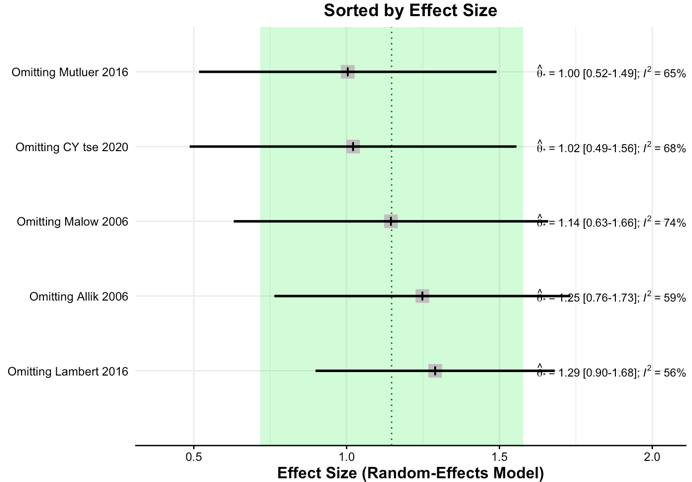 Sorted by Effect Size
Omitting Mutluer 2016 θ̂* = 1.00 [0.52-1.49]; I² = 65%
Omitting CY tse 2020 θ̂* = 1.02 [0.49-1.56]; I² = 68%
Omitting Malow 2006 θ̂* = 1.14 [0.63-1.66]; I² = 74%
Omitting Allik 2006 θ̂* = 1.25 [0.76-1.73]; I² = 59%
Omitting Lambert 2016 θ̂* = 1.29 [0.90-1.68]; I² = 56%
0.5 1.0 1.5 2.0
Effect Size (Random-Effects Model)